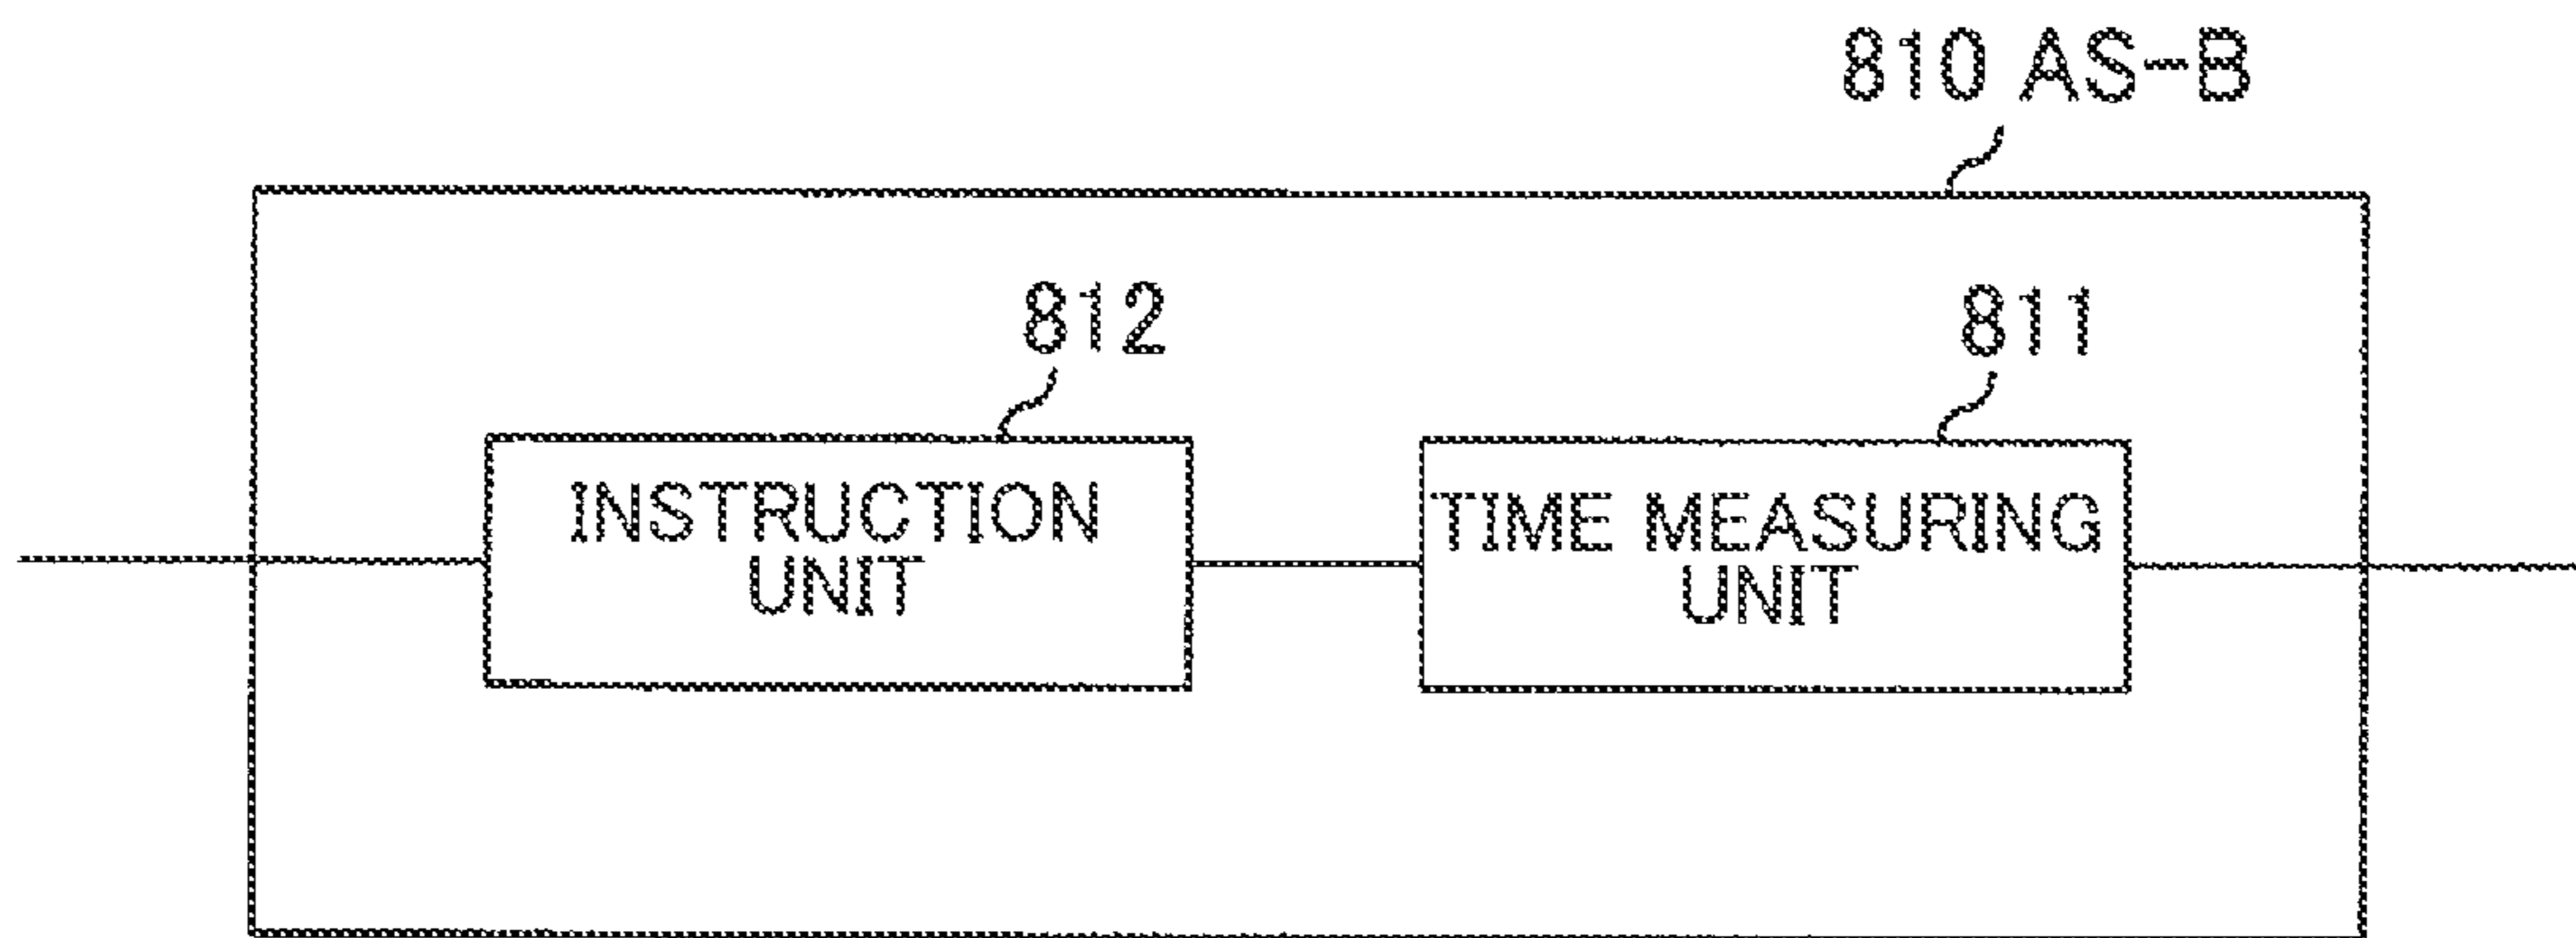 810 AS-B
812
811
INSTRUCTION
UNIT
TIME MEASURING
UNIT